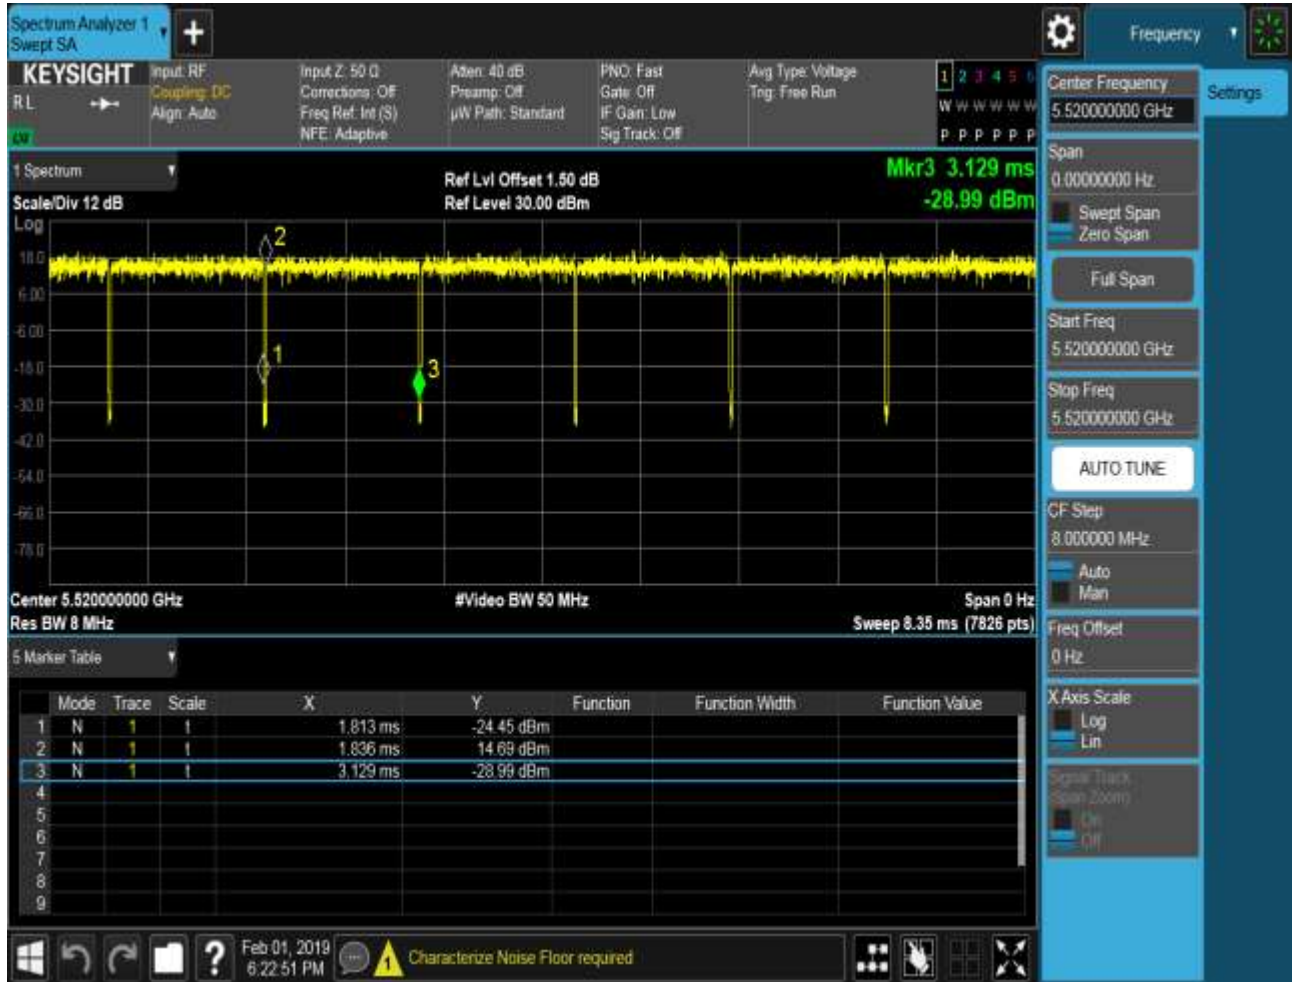 Spectrum Analyzer 1
Swept SA
+
Frequency
KEYSIGHT
RL
Input: RF
Coupling: DC
Align: Auto
Input Z: 50 Ω
Corrections: Off
Freq Ref: Int (S)
NFE: Adaptive
Atten: 40 dB
Preamp: Off
µW Path: Standard
PNO: Fast
Gate: Off
IF Gain: Low
Sig Track: Off
Avg Type: Voltage
Trig: Free Run
1 2 3 4 5 6
W W W W W W
P P P P P P
1 Spectrum
Ref Lvl Offset 1.50 dB
Mkr3 3.129 ms
Scale/Div 12 dB
Ref Level 30.00 dBm
-28.99 dBm
Log
18.0
6.00
-6.00
-18.0
-30.0
-42.0
-54.0
-66.0
-78.0
2
1
3
Center 5.520000000 GHz
#Video BW 50 MHz
Span 0 Hz
Res BW 8 MHz
Sweep 8.35 ms (7826 pts)
5 Marker Table
Mode Trace Scale X Y Function Function Width Function Value
1 N 1 t 1.813 ms -24.45 dBm
2 N 1 t 1.836 ms 14.69 dBm
3 N 1 t 3.129 ms -28.99 dBm
4
5
6
7
8
9
Feb 01, 2019
6:22:51 PM
1
Characterize Noise Floor required
?
Center Frequency
5.520000000 GHz
Settings
Span
0.00000000 Hz
Swept Span
Zero Span
Full Span
Start Freq
5.520000000 GHz
Stop Freq
5.520000000 GHz
AUTO TUNE
CF Step
8.000000 MHz
Auto
Man
Freq Offset
0 Hz
X Axis Scale
Log
Lin
Signal Track
(Span Zoom)
On
Off